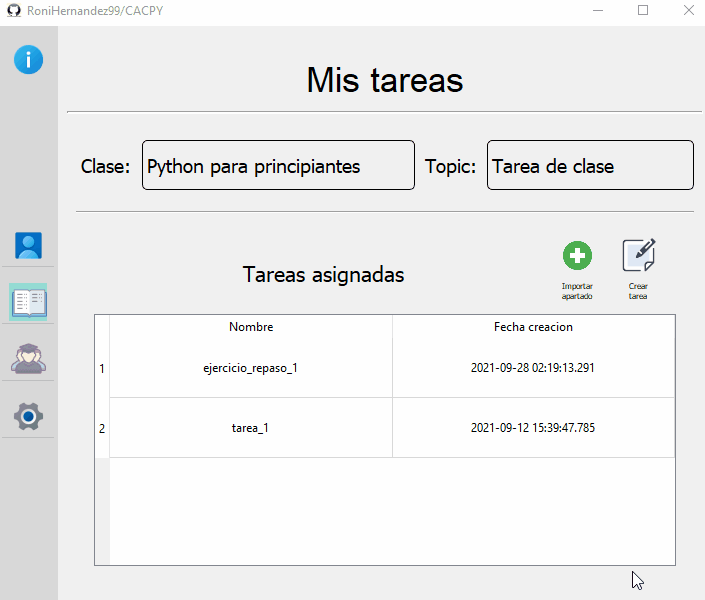 RoniHernandez99/CACPY
Mis tareas
Clase: Python para principiantes Topic: Tarea de clase
Tareas asignadas
Importar apartado
Crear tarea
Nombre Fecha creacion
1 ejercicio_repaso_1 2021-09-28 02:19:13.291
2 tarea_1 2021-09-12 15:39:47.785